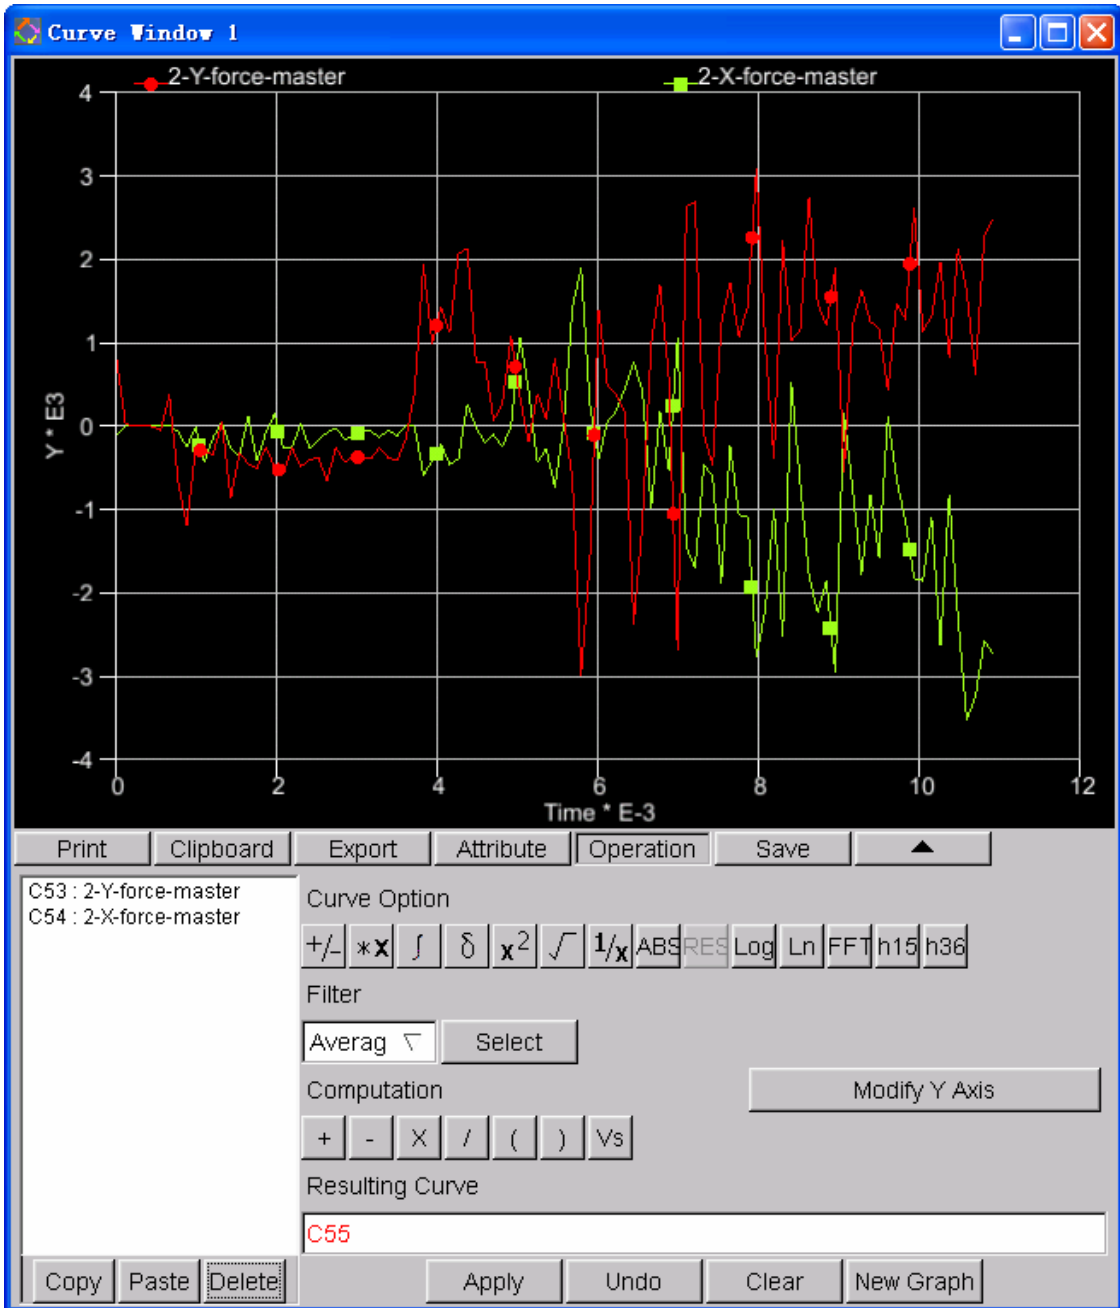 Curve Window 1
2-Y-force-master 2-X-force-master
4
3
2
1
0
-1
-2
-3
-4
Y * E3
0 2 4 6 8 10 12
Time * E-3
Print Clipboard Export Attribute Operation Save ▲
C53 : 2-Y-force-master
C54 : 2-X-force-master
Curve Option
+/- *x ∫ δ x² √ 1/x ABS RES Log Ln FFT h15 h36
Filter
Averag Select
Computation Modify Y Axis
+ - X / ( ) Vs
Resulting Curve
C55
Copy Paste Delete Apply Undo Clear New Graph